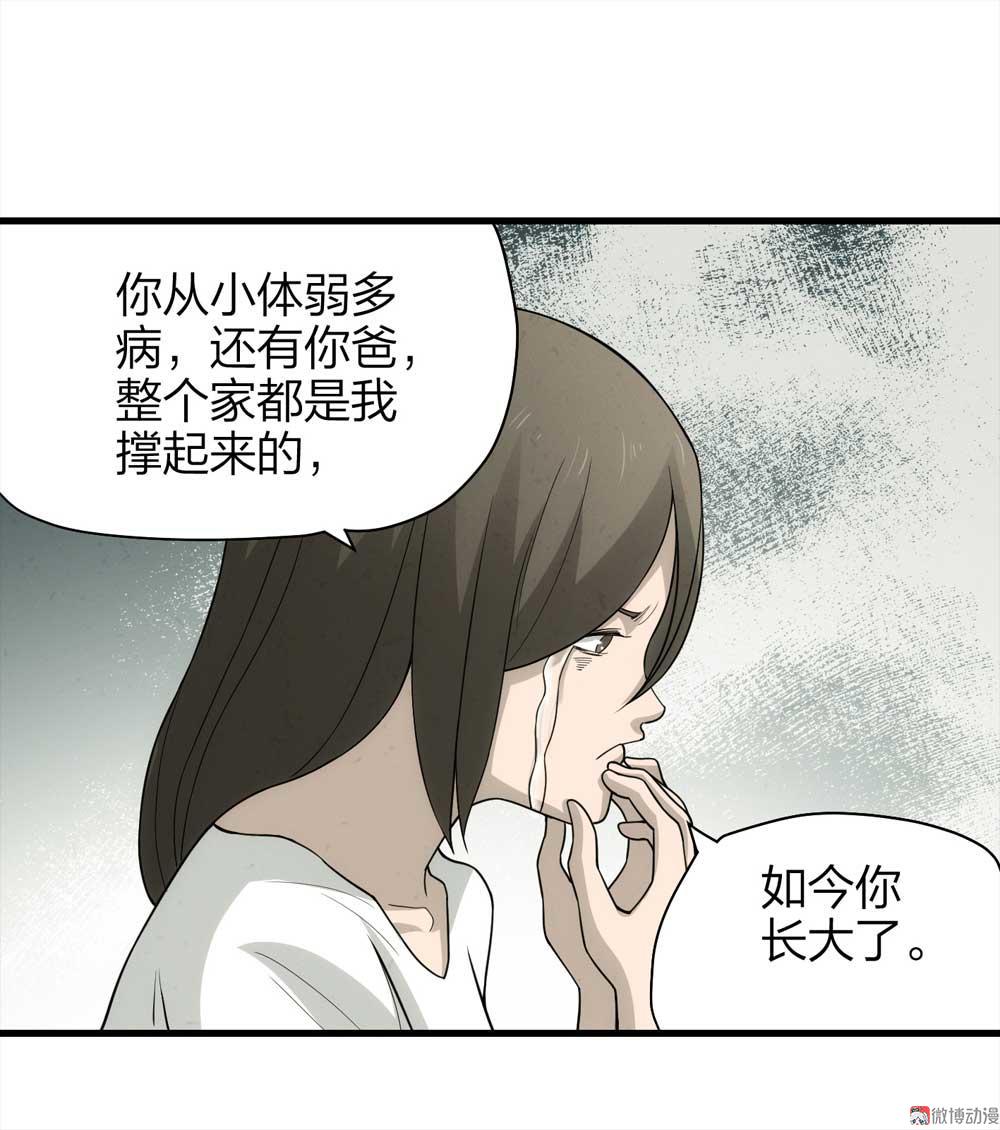 你从小体弱多
病，还有你爸，
整个家都是我
撑起来的，
如今你
长大了。
微博动漫